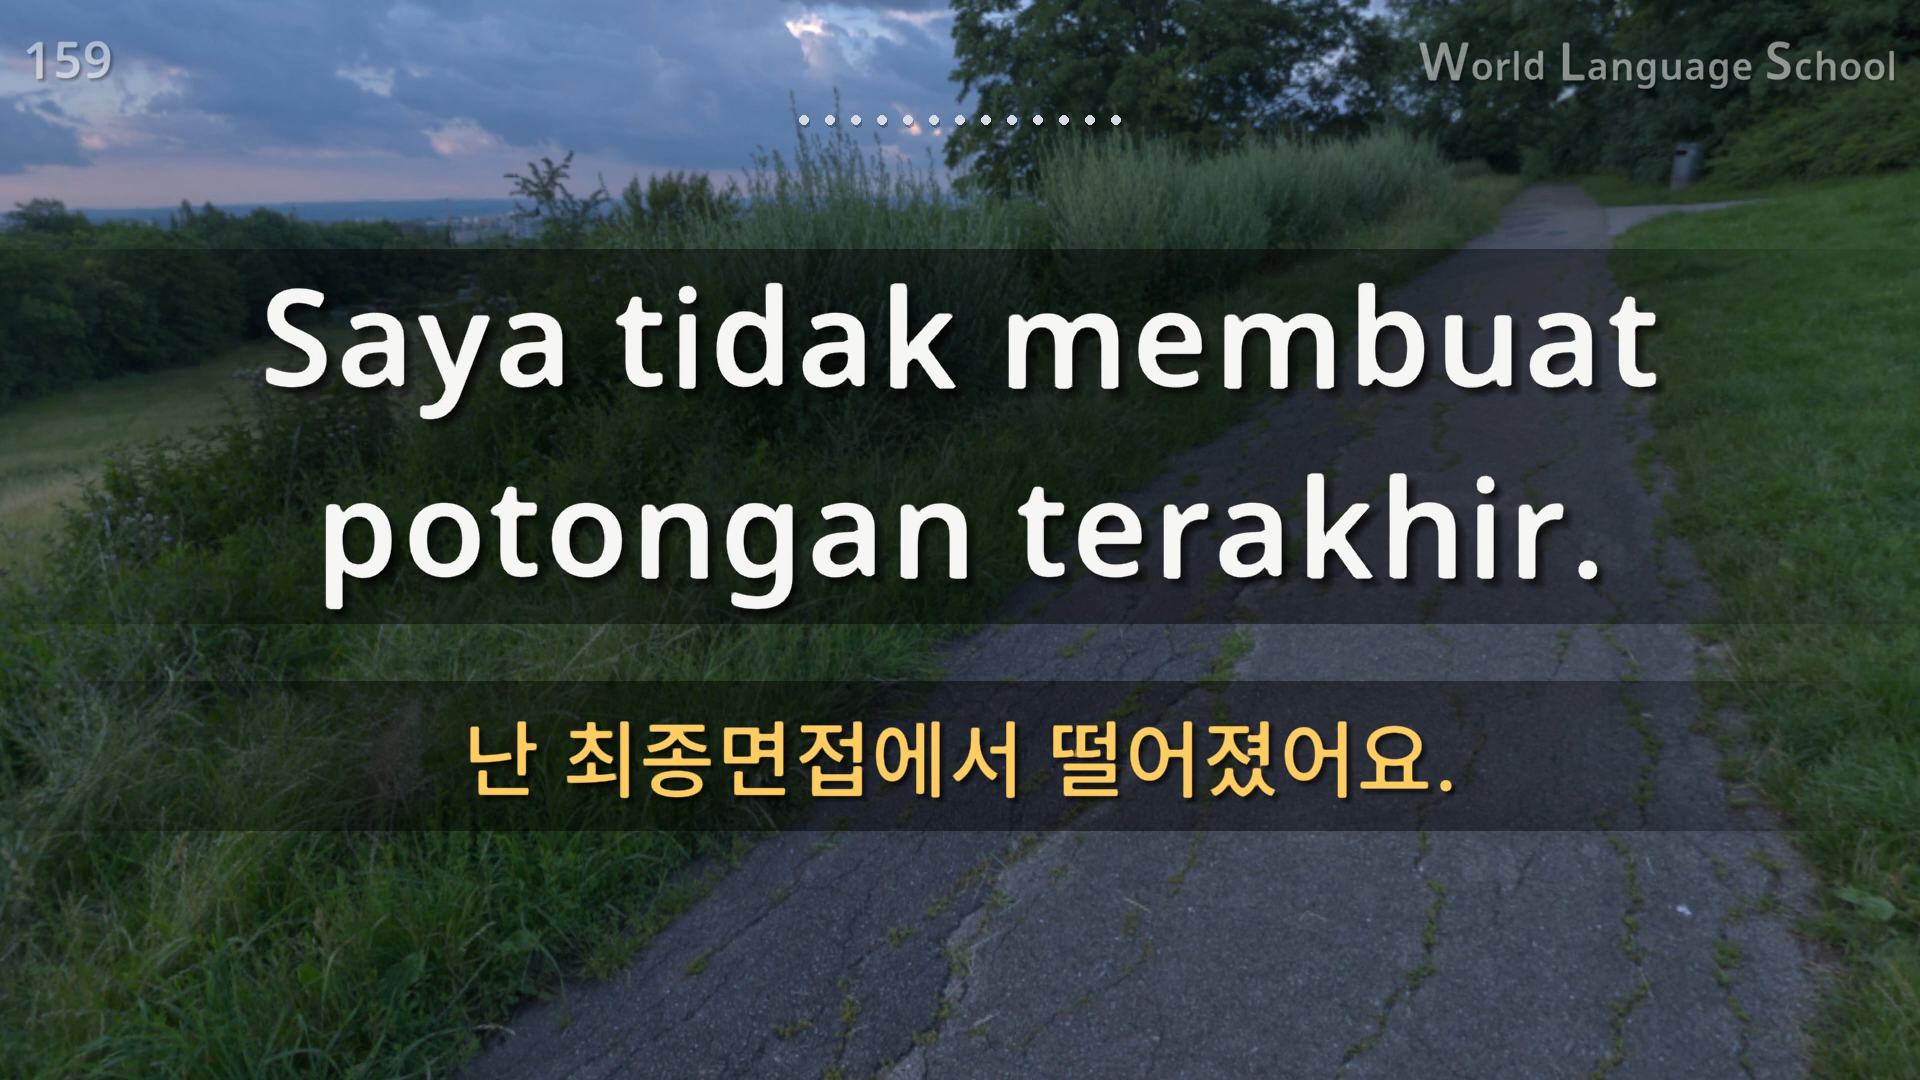 159
World Language School
Saya tidak membuat
potongan terakhir.
난 최종면접에서 떨어졌어요.